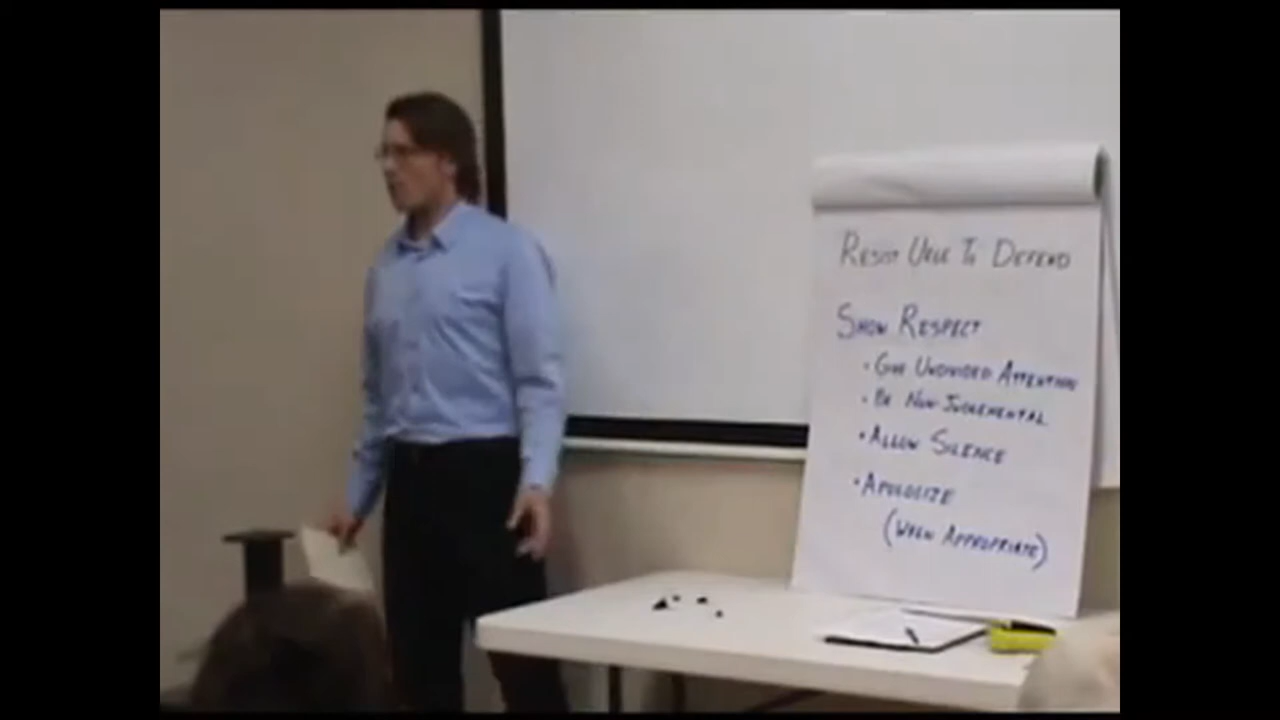 RESIST URGE TO DEFEND
SHOW RESPECT
• GIVE UNDIVIDED ATTENTION
• BE NON-JUDGEMENTAL
• ALLOW SILENCE
• APOLOGIZE
(WHEN APPROPRIATE)